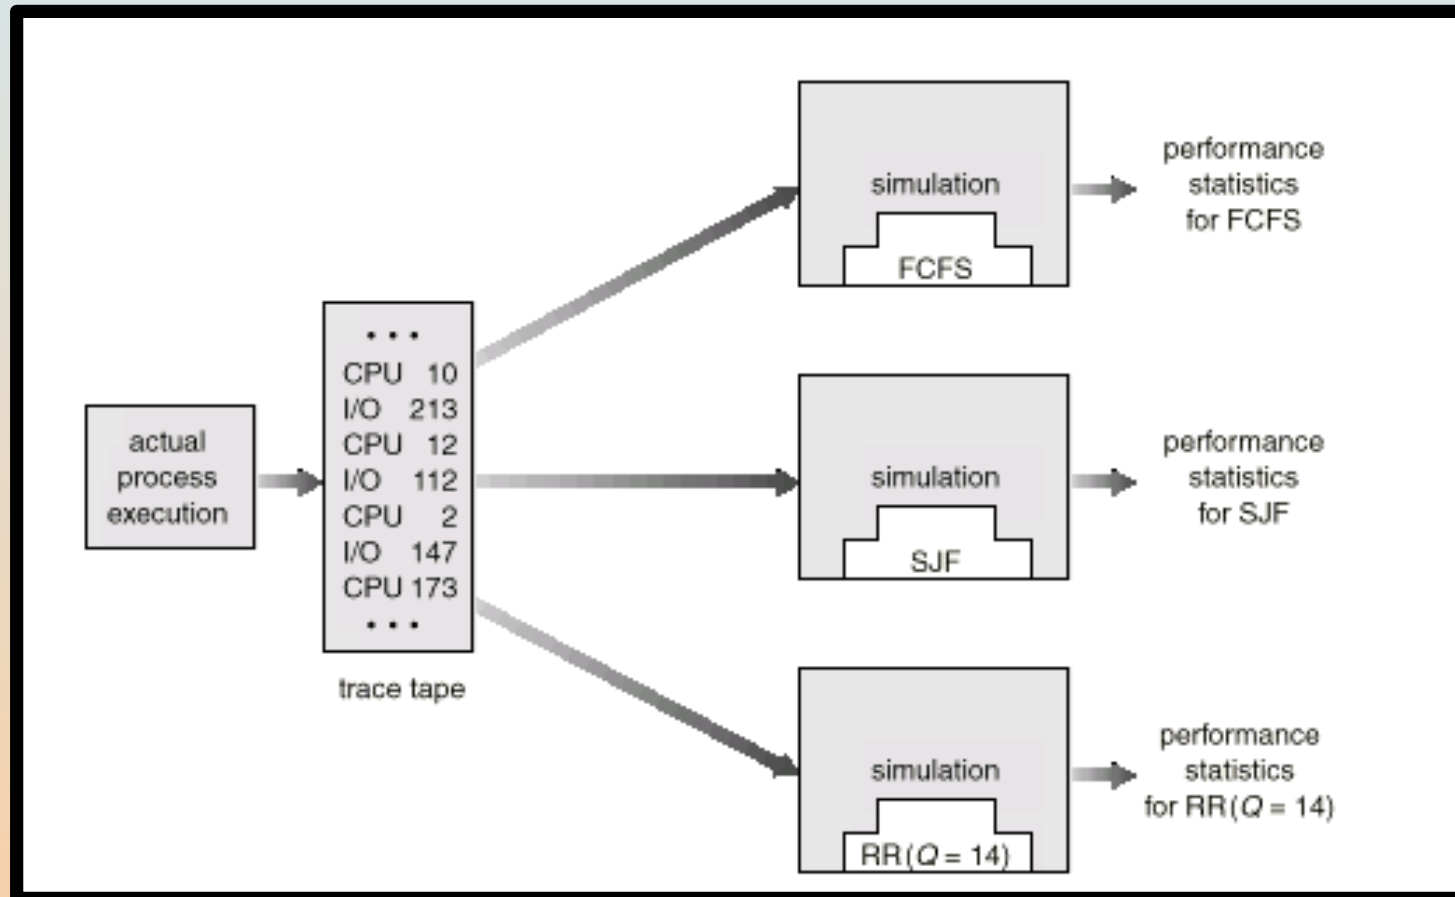 actual
process
execution
• • •
CPU 10
I/O 213
CPU 12
I/O 112
CPU 2
I/O 147
CPU 173
• • •
trace tape
simulation
FCFS
performance
statistics
for FCFS
simulation
SJF
performance
statistics
for SJF
simulation
RR(Q = 14)
performance
statistics
for RR(Q = 14)